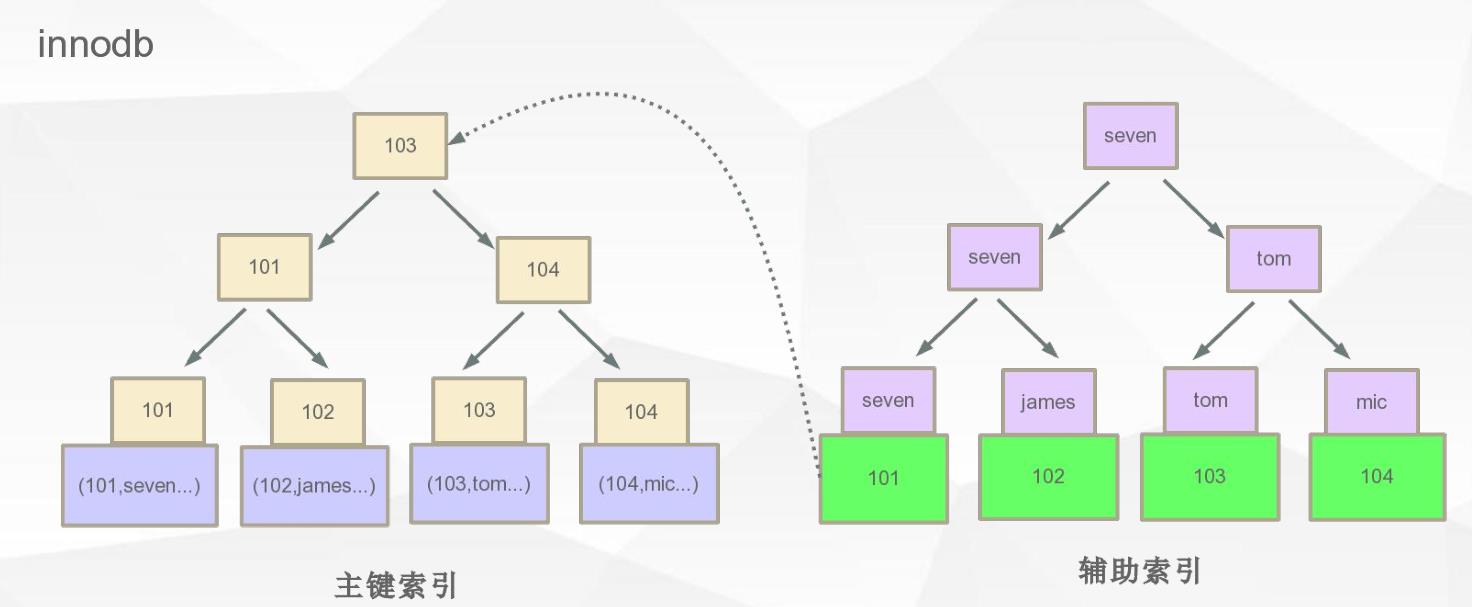 innodb
103
101
104
101
102
103
104
(101,seven...)
(102,james...)
(103,tom...)
(104,mic...)
主键索引
seven
seven
tom
seven
james
tom
mic
101
102
103
104
辅助索引